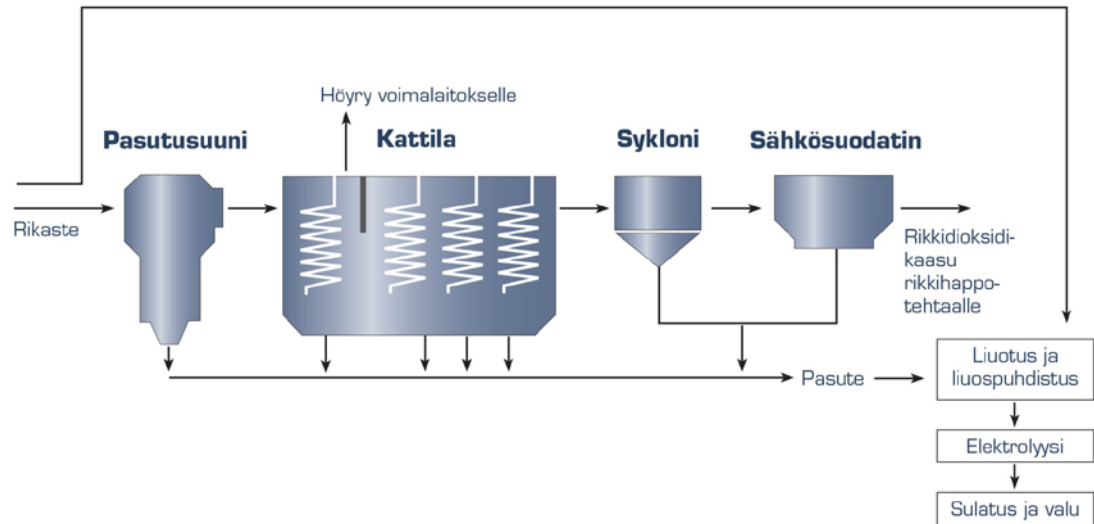 Höyry voimalaitokselle
Pasutusuuni
Kattila
Sykloni
Sähkösuodatin
Rikaste
Rikkidioksidi-
kaasu
rikkihappo-
tehtaalle
Pasute
Liuotus ja
liuospuhdistus
Elektrolyysi
Sulatus ja valu